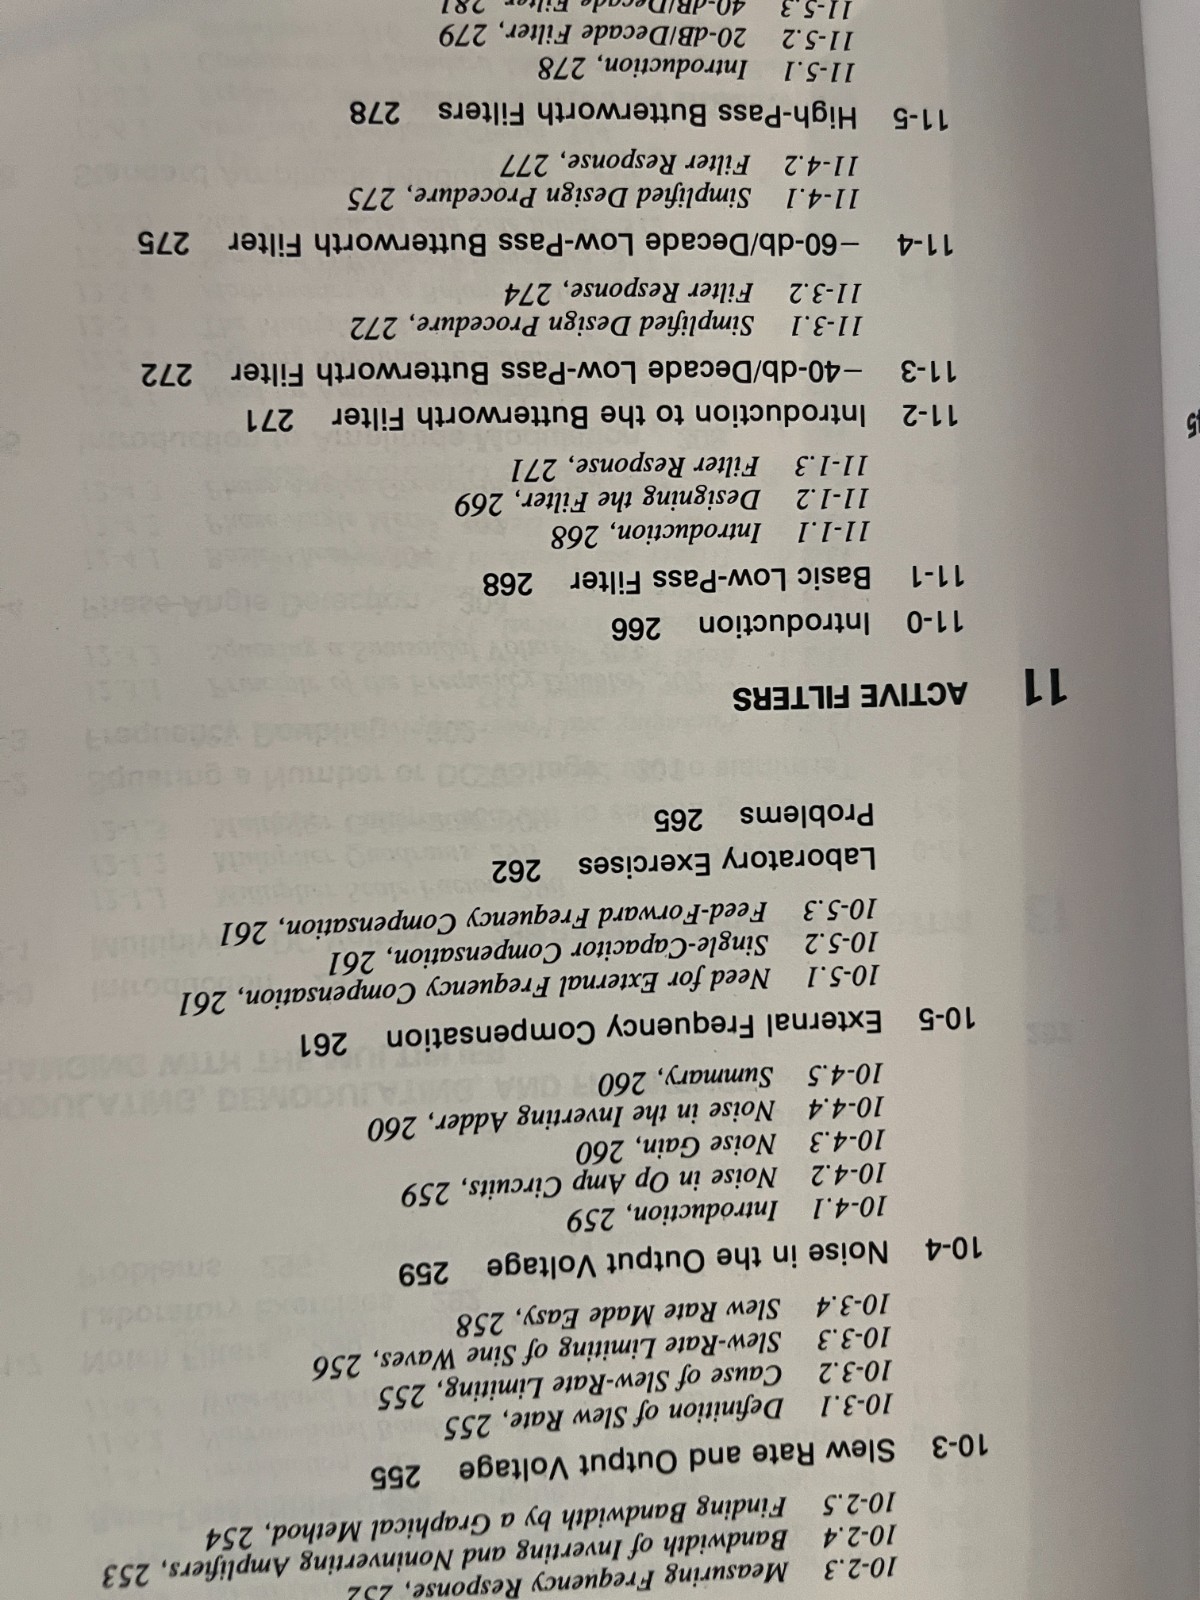 10-2.3 Measuring Frequency Response, 252
10-2.4 Bandwidth of Inverting and Noninverting Amplifiers, 253
10-2.5 Finding Bandwidth by a Graphical Method, 254
10-3 Slew Rate and Output Voltage 255
10-3.1 Definition of Slew Rate, 255
10-3.2 Cause of Slew-Rate Limiting, 255
10-3.3 Slew-Rate Limiting of Sine Waves, 256
10-3.4 Slew Rate Made Easy, 258
10-4 Noise in the Output Voltage 259
10-4.1 Introduction, 259
10-4.2 Noise in Op Amp Circuits, 259
10-4.3 Noise Gain, 260
10-4.4 Noise in the Inverting Adder, 260
10-4.5 Summary, 260
10-5 External Frequency Compensation 261
10-5.1 Need for External Frequency Compensation, 261
10-5.2 Single-Capacitor Compensation, 261
10-5.3 Feed-Forward Frequency Compensation, 261
Laboratory Exercises 262
Problems 265
11 ACTIVE FILTERS
11-0 Introduction 266
11-1 Basic Low-Pass Filter 268
11-1.1 Introduction, 268
11-1.2 Designing the Filter, 269
11-1.3 Filter Response, 271
11-2 Introduction to the Butterworth Filter 271
11-3 −40-db/Decade Low-Pass Butterworth Filter 272
11-3.1 Simplified Design Procedure, 272
11-3.2 Filter Response, 274
11-4 −60-db/Decade Low-Pass Butterworth Filter 275
11-4.1 Simplified Design Procedure, 275
11-4.2 Filter Response, 277
11-5 High-Pass Butterworth Filters 278
11-5.1 Introduction, 278
11-5.2 20-dB/Decade Filter, 279
11-5.3 40-dB/Decade Filter, 281